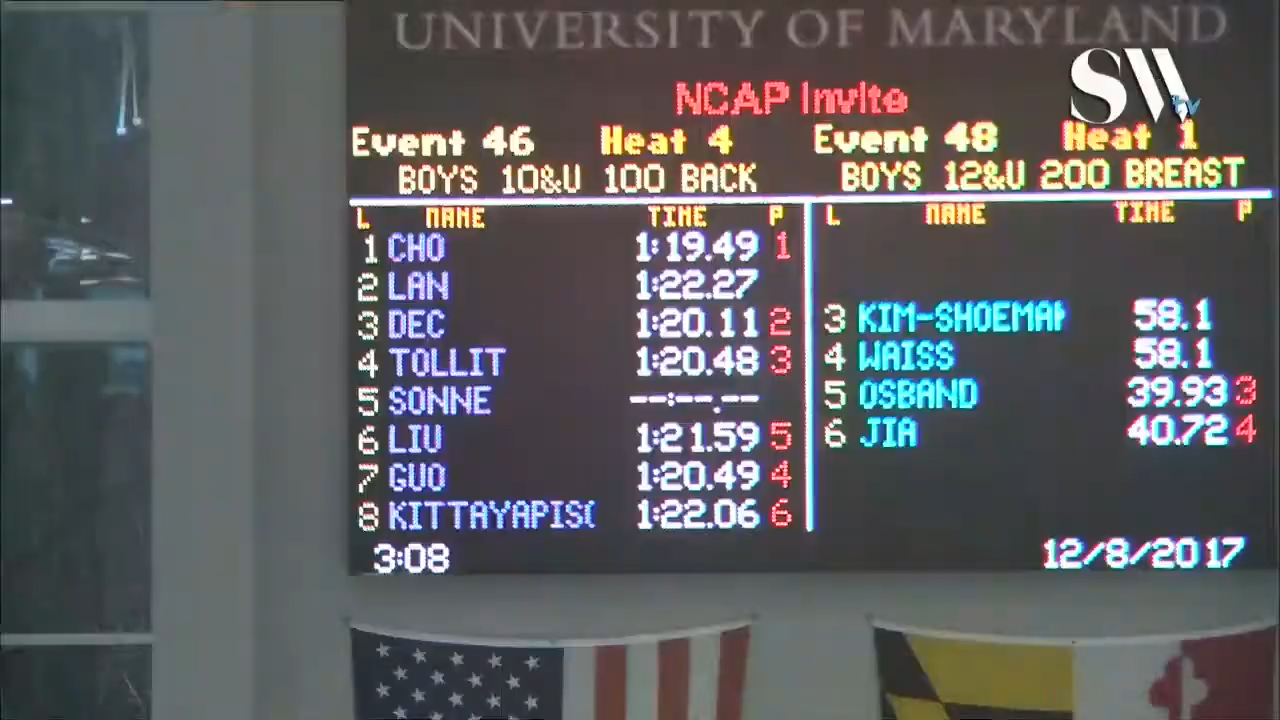 UNIVERSITY OF MARYLAND
SW tv
NCAP Invite
Event 46 Heat 4
BOYS 10&U 100 BACK
L NAME TIME P
1 CHO 1:19.49 1
2 LAN 1:22.27
3 DEC 1:20.11 2
4 TOLLIT 1:20.48 3
5 SONNE --:--.--
6 LIU 1:21.59 5
7 GUO 1:20.49 4
8 KITTAYAPISO 1:22.06 6
3:08
Event 48 Heat 1
BOYS 12&U 200 BREAST
L NAME TIME P
3 KIM-SHOEMAK 58.1
4 WAISS 58.1
5 OSBAND 39.93 3
6 JIA 40.72 4
12/8/2017